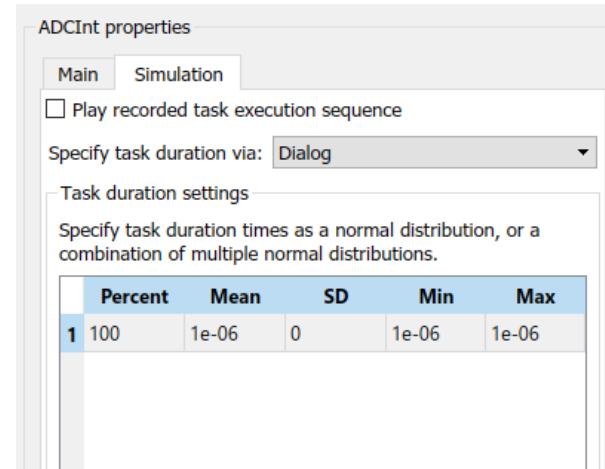 ADCInt properties
Main Simulation
Play recorded task execution sequence
Specify task duration via: Dialog
Task duration settings
Specify task duration times as a normal distribution, or a
combination of multiple normal distributions.
Percent Mean SD Min Max
1 100 1e-06 0 1e-06 1e-06